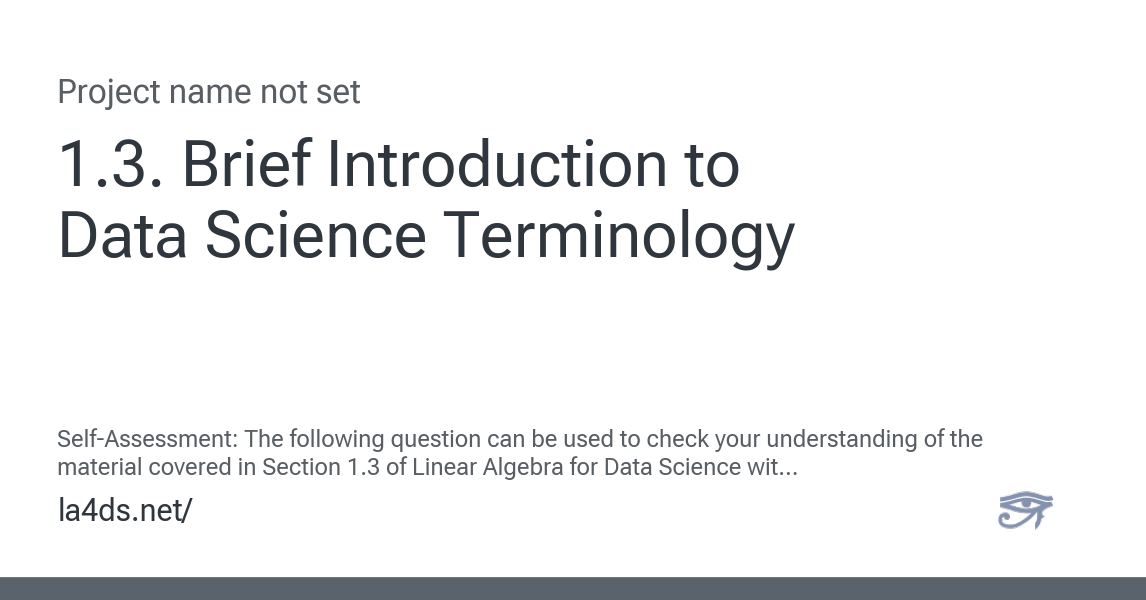 Project name not set
1.3. Brief Introduction to
Data Science Terminology
Self-Assessment: The following question can be used to check your understanding of the
material covered in Section 1.3 of Linear Algebra for Data Science wit...
la4ds.net/